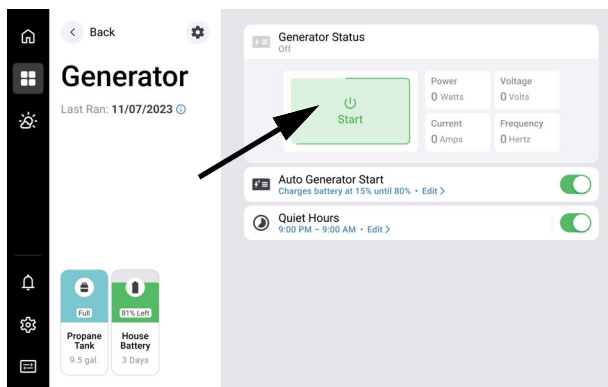 Back
Generator
Last Ran: 11/07/2023
Generator Status
Off
Start
Power
0 Watts
Voltage
0 Volts
Current
0 Amps
Frequency
0 Hertz
Auto Generator Start
Charges battery at 15% until 80% • Edit >
Quiet Hours
9:00 PM – 9:00 AM • Edit >
Full
81% Left
Propane
Tank
9.5 gal.
House
Battery
3 Days